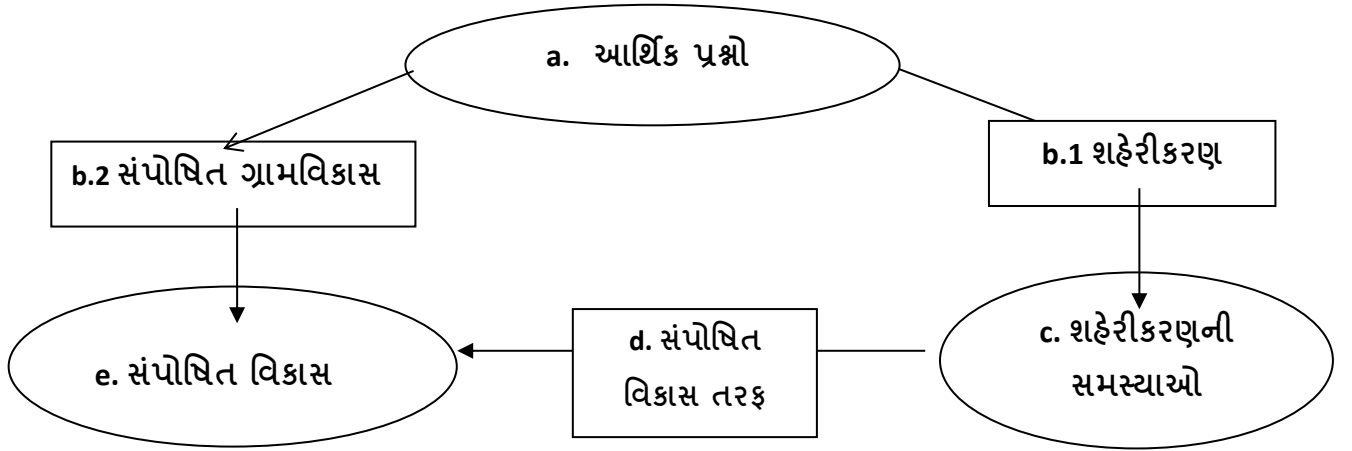 a. આર્થિક પ્રશ્નો
b.2 સંપોષિત ગ્રામવિકાસ
b.1 શહેરીકરણ
d. સંપોષિત
વિકાસ તરફ
c. શહેરીકરણની
સમસ્યાઓ
e. સંપોષિત વિકાસ